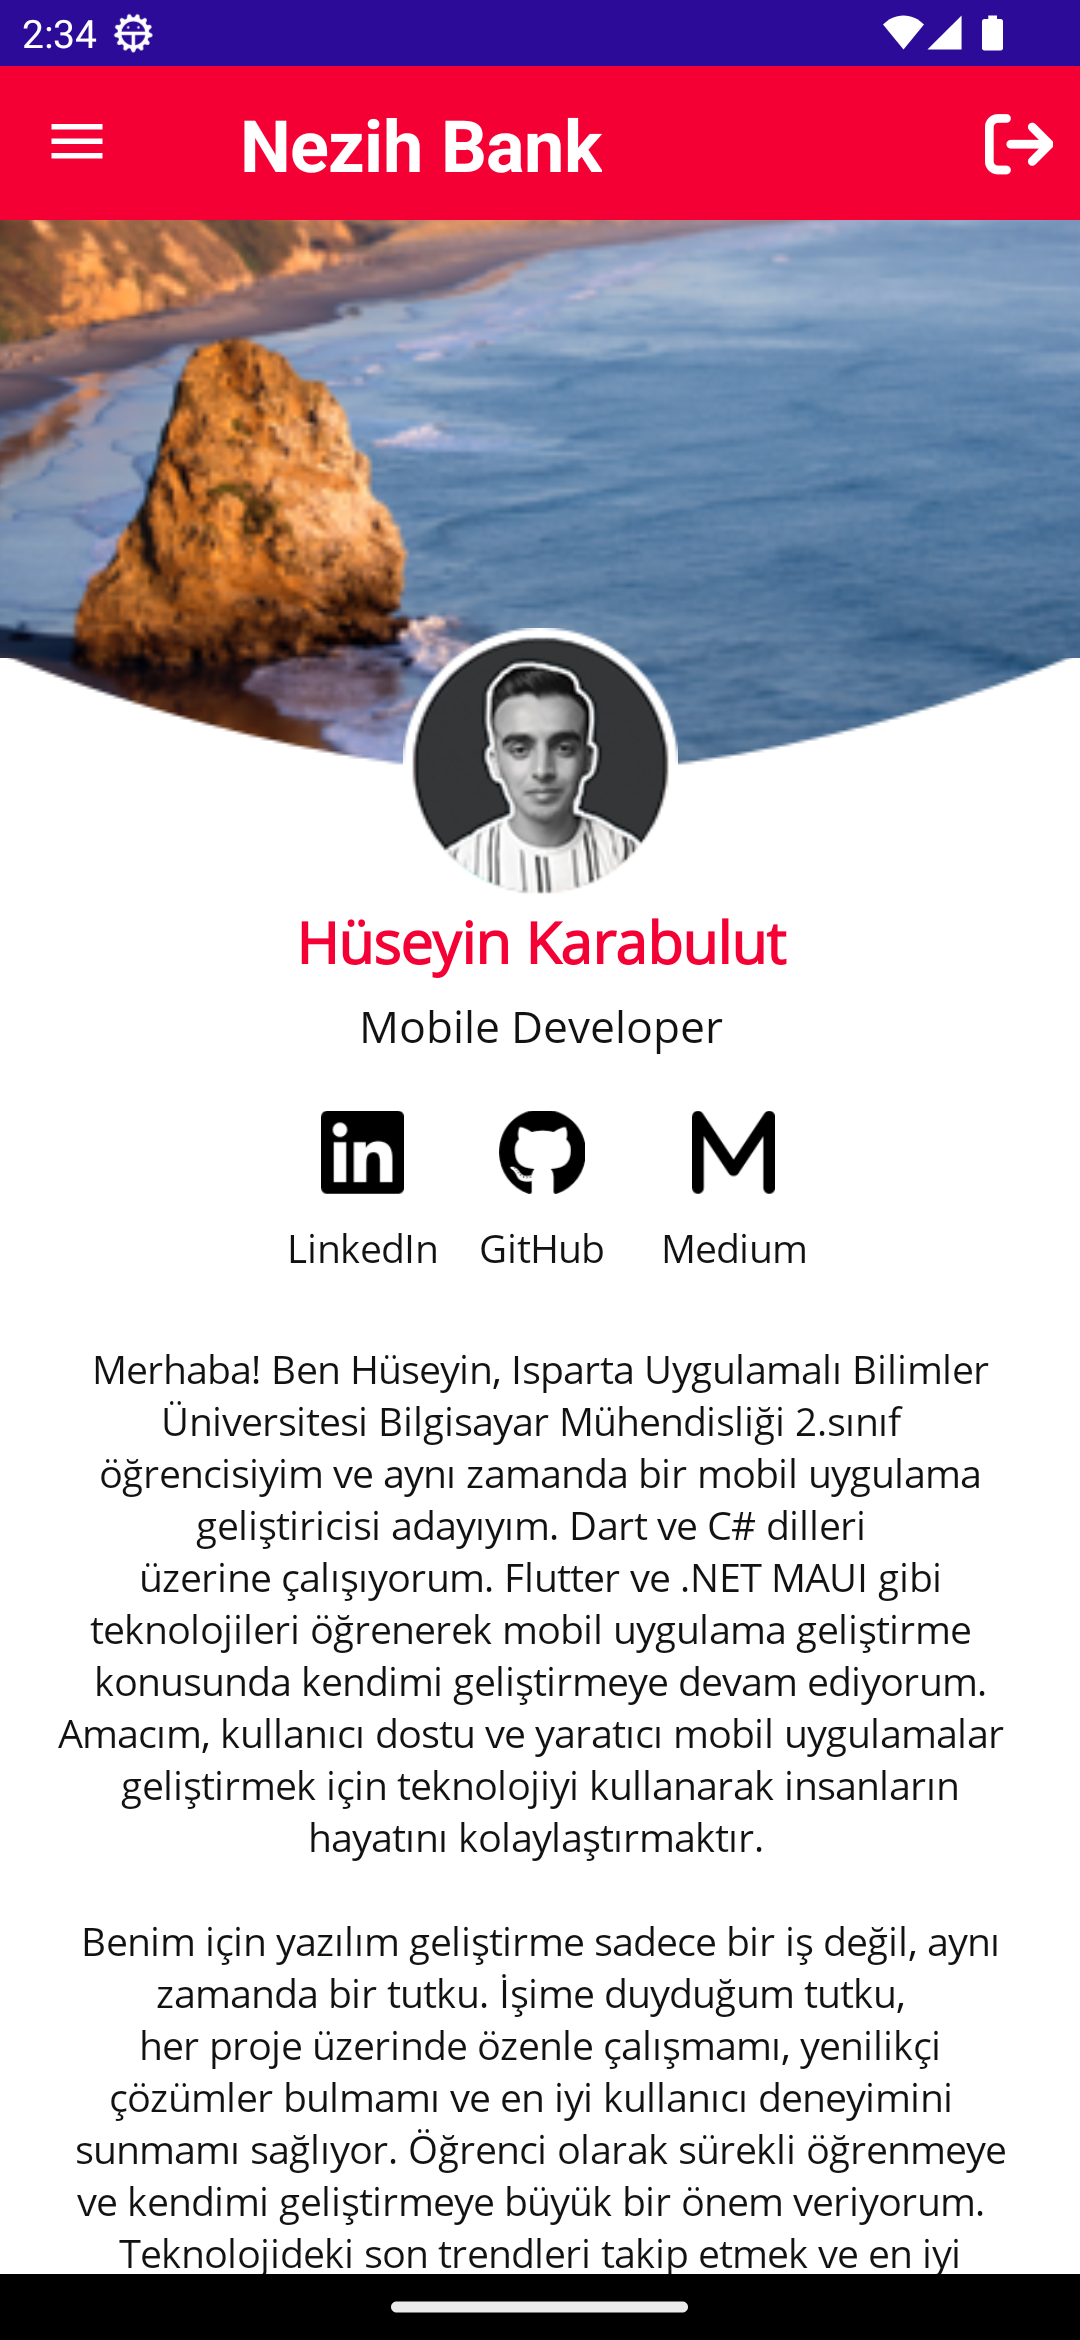 2:34
Nezih Bank
Hüseyin Karabulut
Mobile Developer
LinkedIn GitHub Medium
Merhaba! Ben Hüseyin, Isparta Uygulamalı Bilimler
Üniversitesi Bilgisayar Mühendisliği 2.sınıf
öğrencisiyim ve aynı zamanda bir mobil uygulama
geliştiricisi adayıyım. Dart ve C# dilleri
üzerine çalışıyorum. Flutter ve .NET MAUI gibi
teknolojileri öğrenerek mobil uygulama geliştirme
konusunda kendimi geliştirmeye devam ediyorum.
Amacım, kullanıcı dostu ve yaratıcı mobil uygulamalar
geliştirmek için teknolojiyi kullanarak insanların
hayatını kolaylaştırmaktır.
Benim için yazılım geliştirme sadece bir iş değil, aynı
zamanda bir tutku. İşime duyduğum tutku,
her proje üzerinde özenle çalışmamı, yenilikçi
çözümler bulmamı ve en iyi kullanıcı deneyimini
sunmamı sağlıyor. Öğrenci olarak sürekli öğrenmeye
ve kendimi geliştirmeye büyük bir önem veriyorum.
Teknolojideki son trendleri takip etmek ve en iyi